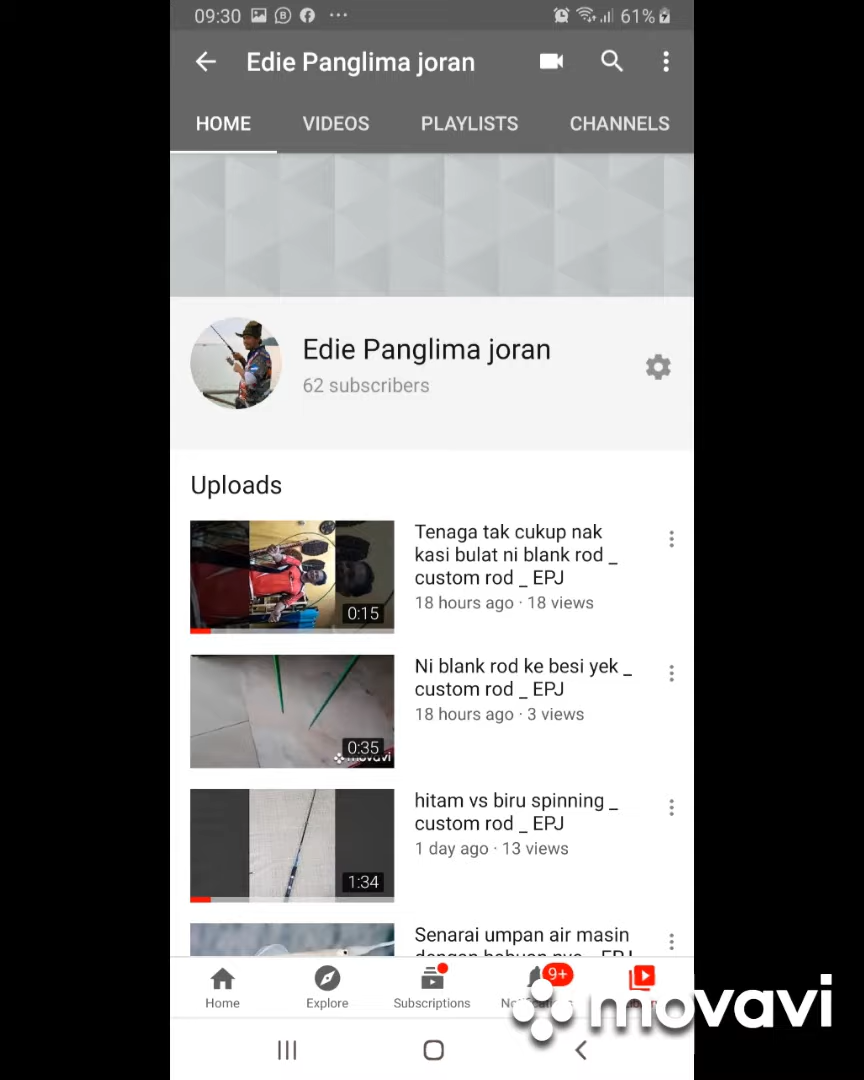 09:30 61%
Edie Panglima joran
HOME VIDEOS PLAYLISTS CHANNELS
Edie Panglima joran
62 subscribers
Uploads
Tenaga tak cukup nak
kasi bulat ni blank rod _
custom rod _ EPJ
18 hours ago · 18 views
0:15
Ni blank rod ke besi yek _
custom rod _ EPJ
18 hours ago · 3 views
0:35
movavi
hitam vs biru spinning _
custom rod _ EPJ
1 day ago · 13 views
1:34
Senarai umpan air masin
9+
Home Explore Subscriptions
movavi